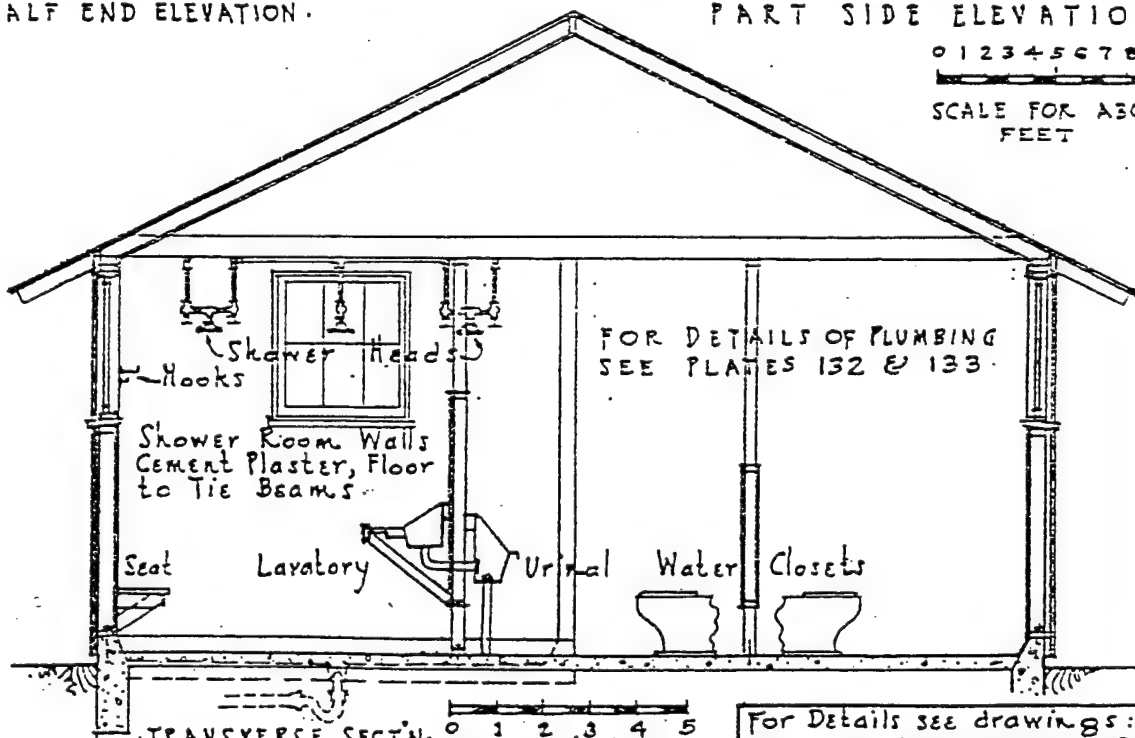 ALF END ELEVATION.
PART SIDE ELEVATIO
0 1 2 3 4 5 6 7 8
SCALE FOR ABO
FEET
Shower Heads
Hooks
FOR DETAILS OF PLUMBING
SEE PLATES 132 & 133.
Shower Room Walls
Cement Plaster, Floor
to Tie Beams.
Seat
Lavatory
Urinal
Water Closets
.TRANSVERSE SECT'N.
0 1 2 3 4 5
For Details see drawings: